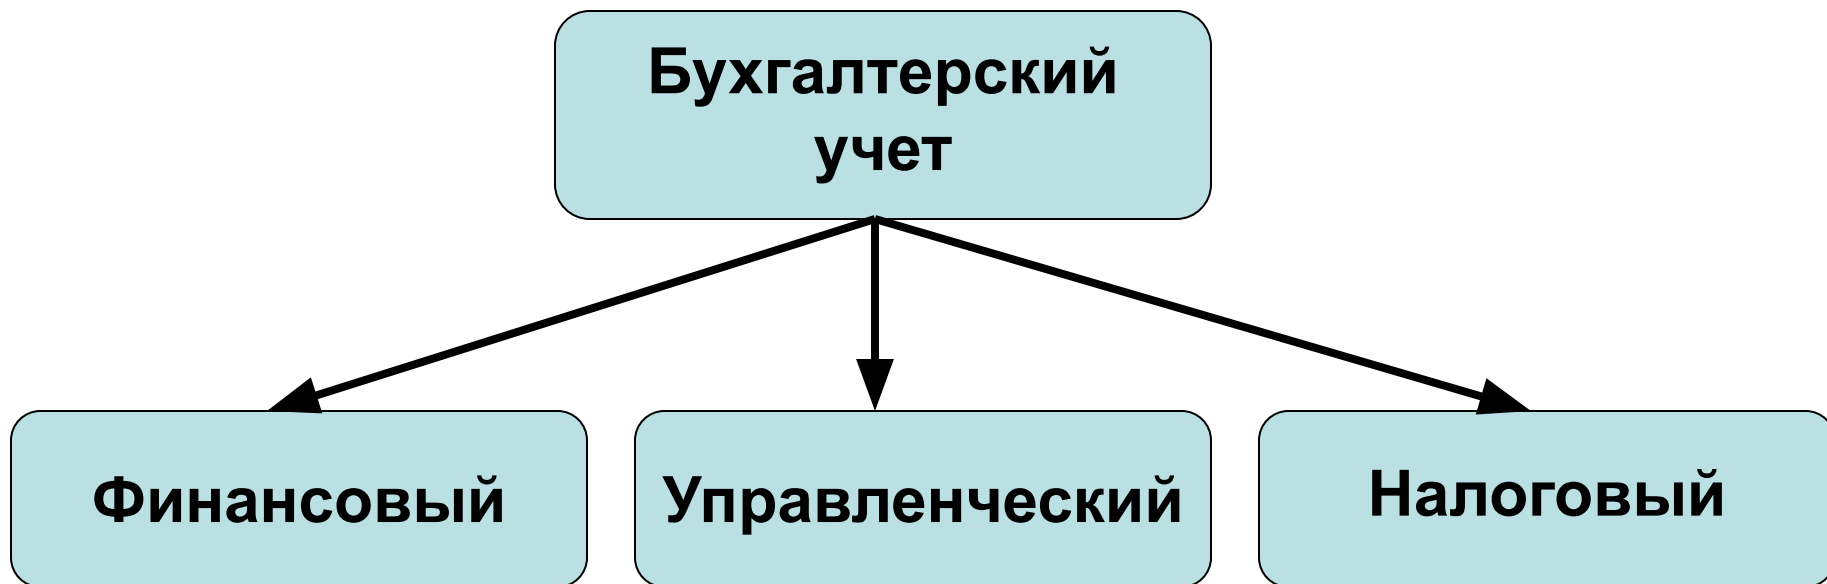 Бухгалтерский
учет
Финансовый
Управленческий
Налоговый